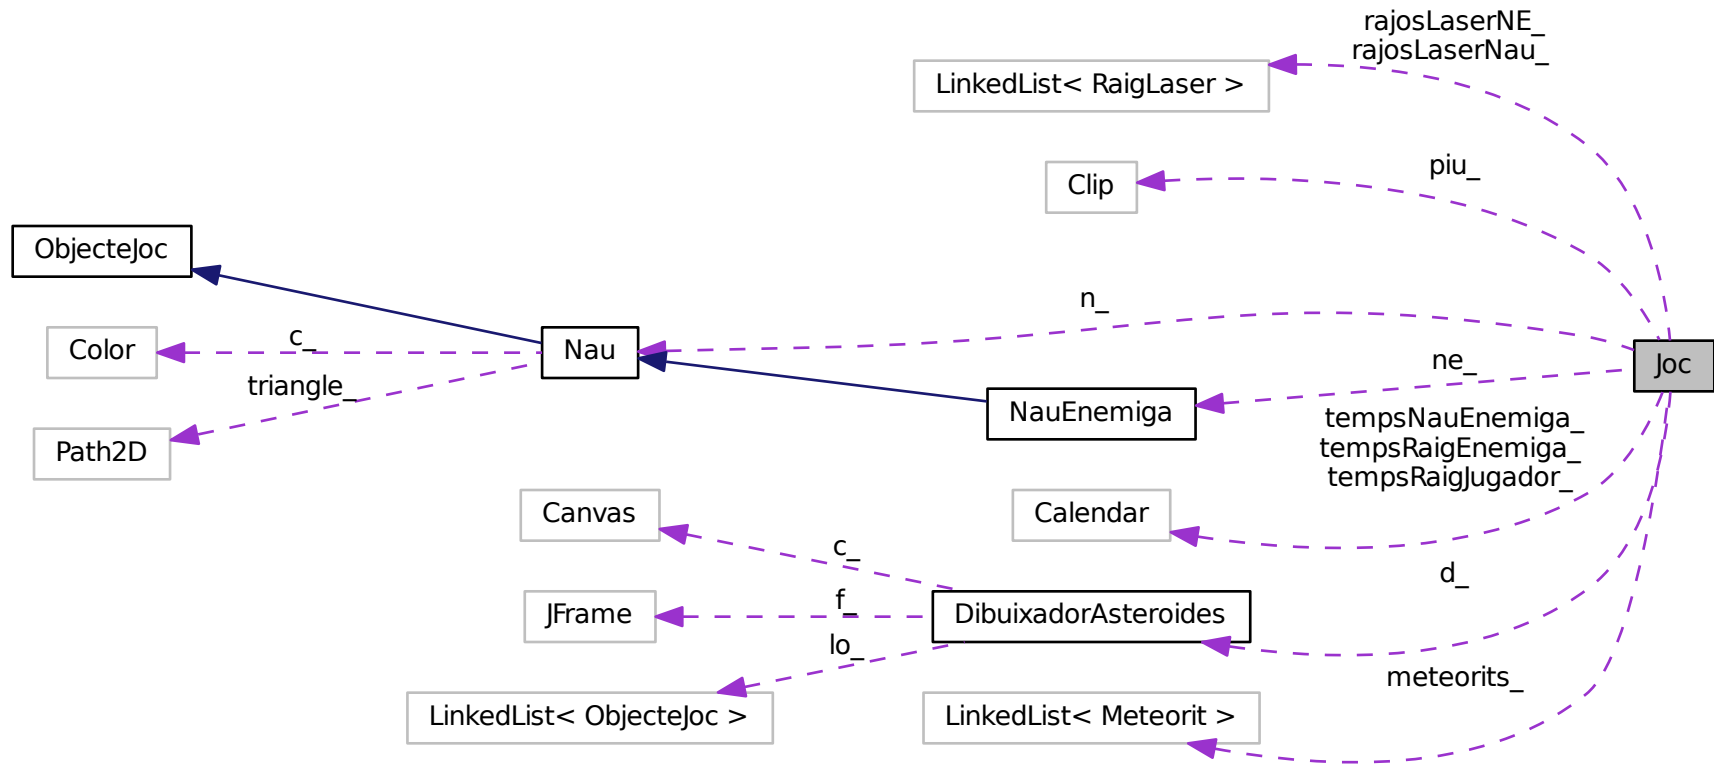 rajosLaserNE_
rajosLaserNau_
LinkedList< RaigLaser >
piu_
Clip
ObjecteJoc
n_
Color
c_
Nau
ne_
Joc
triangle_
NauEnemiga
Path2D
tempsNauEnemiga_
tempsRaigEnemiga_
tempsRaigJugador_
Canvas
Calendar
c_
d_
JFrame
f_
DibuixadorAsteroides
lo_
meteorits_
LinkedList< ObjecteJoc >
LinkedList< Meteorit >